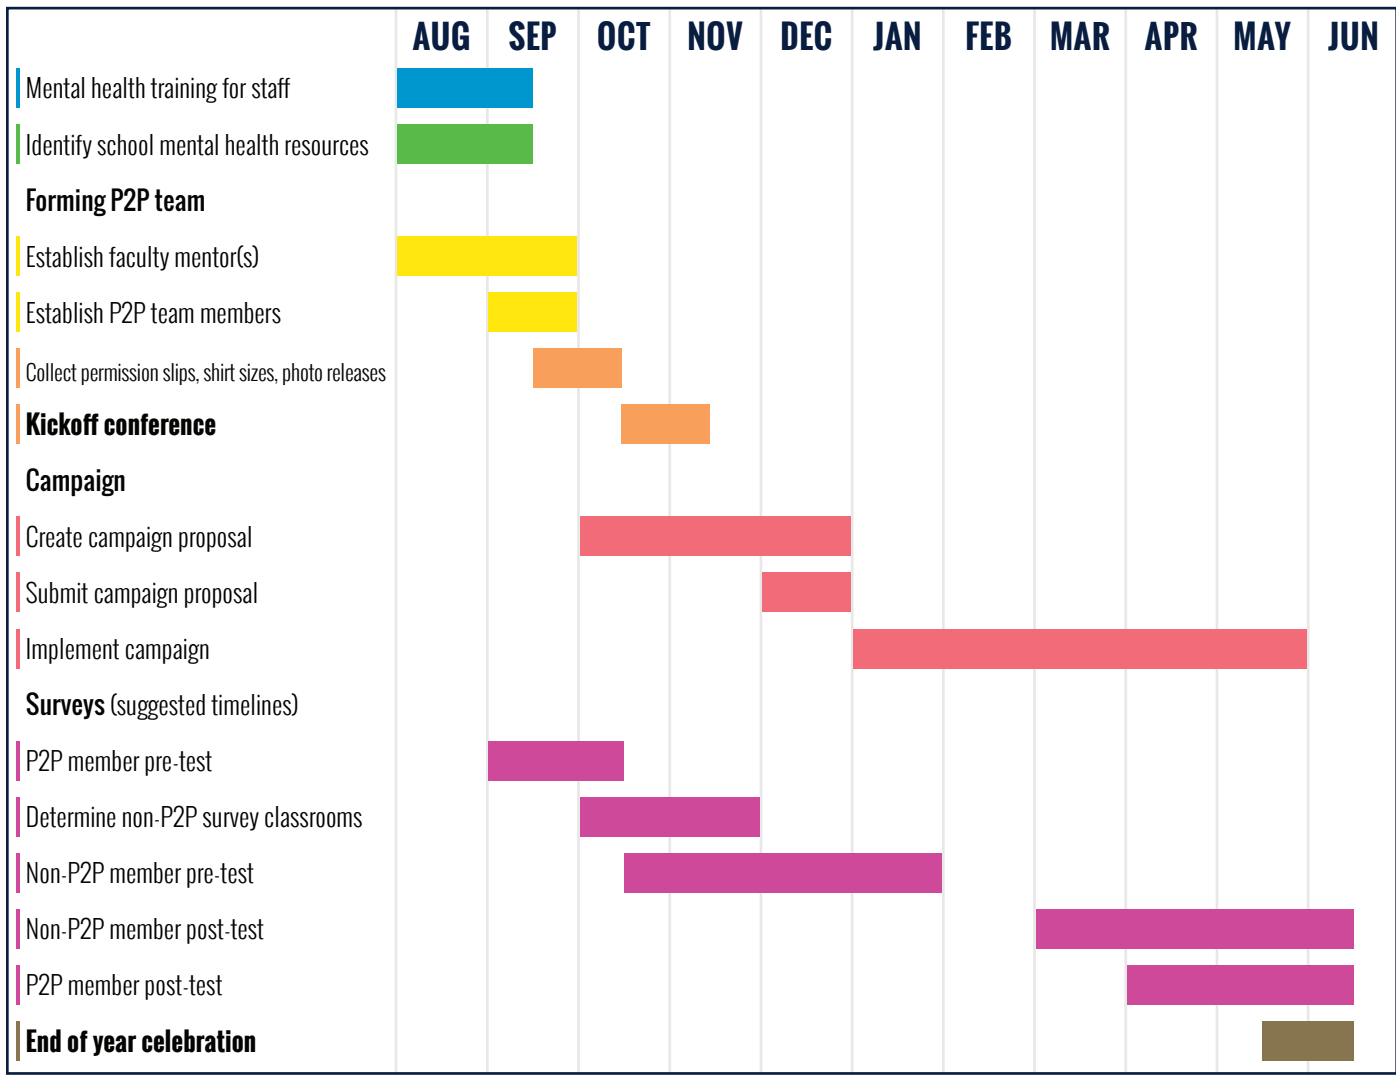 AUG SEP OCT NOV DEC JAN FEB MAR APR MAY JUN
Mental health training for staff
Identify school mental health resources
Forming P2P team
Establish faculty mentor(s)
Establish P2P team members
Collect permission slips, shirt sizes, photo releases
Kickoff conference
Campaign
Create campaign proposal
Submit campaign proposal
Implement campaign
Surveys (suggested timelines)
P2P member pre-test
Determine non-P2P survey classrooms
Non-P2P member pre-test
Non-P2P member post-test
P2P member post-test
End of year celebration